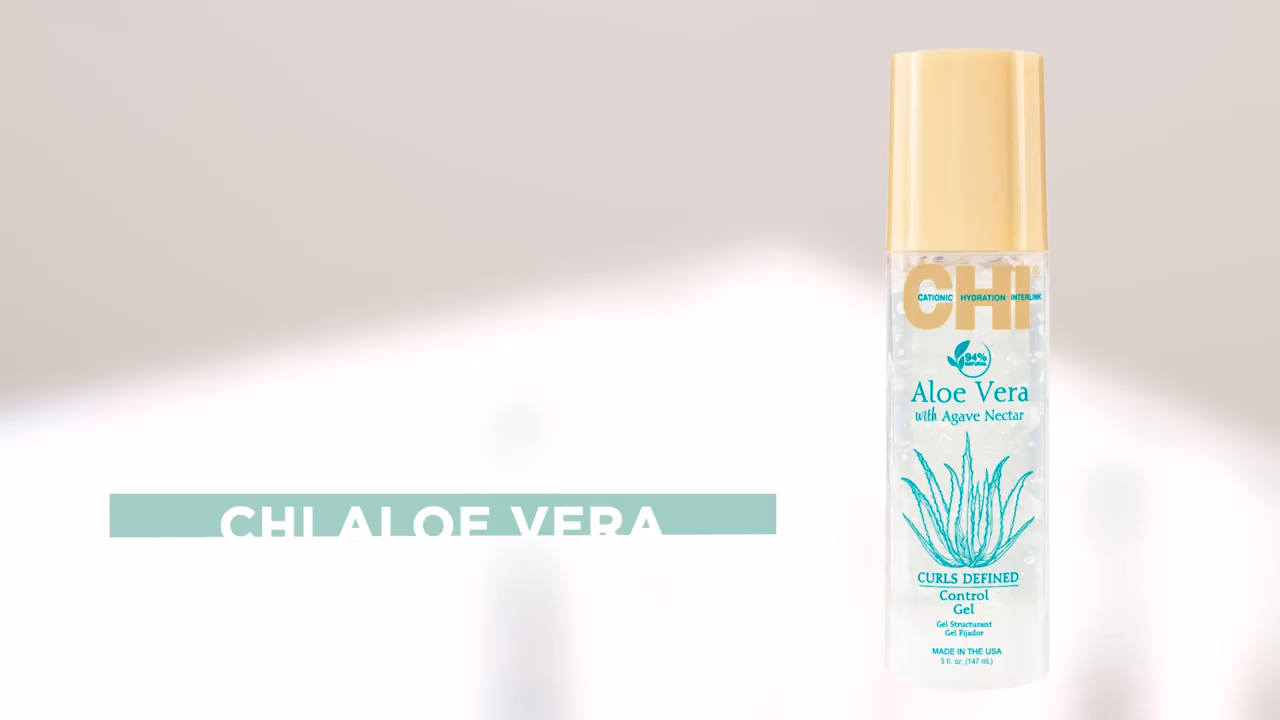 CHI ALOE VERA
CHI®
CATIONIC HYDRATION INTERLINK
94%
NATURAL
Aloe Vera
with Agave Nectar
CURLS DEFINED
Control
Gel
Gel Structurant
Gel Fijador
MADE IN THE USA
5 fl. oz. (147 mL)